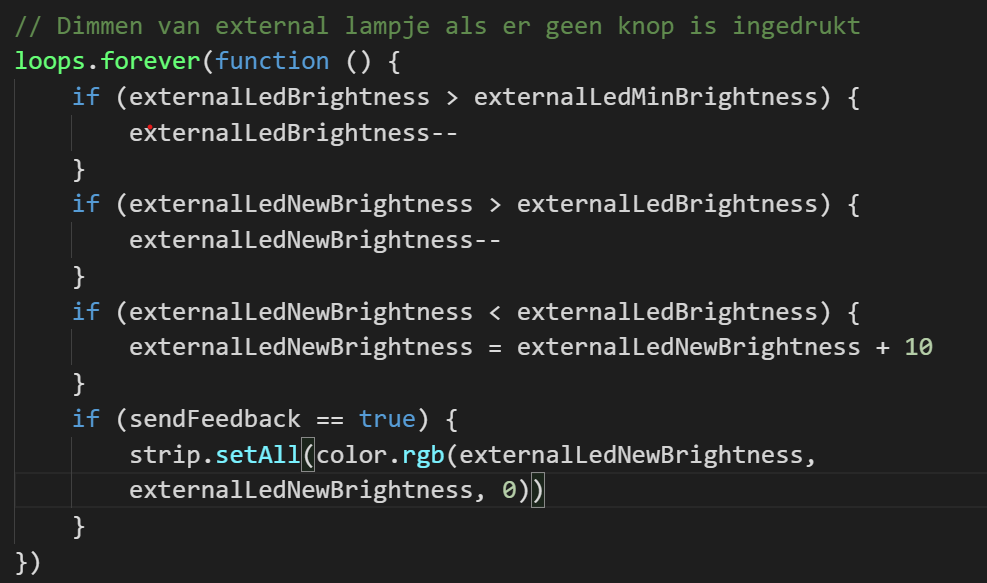 // Dimmen van external lampje als er geen knop is ingedrukt
loops.forever(function () {
    if (externalLedBrightness > externalLedMinBrightness) {
        externalLedBrightness--
    }
    if (externalLedNewBrightness > externalLedBrightness) {
        externalLedNewBrightness--
    }
    if (externalLedNewBrightness < externalLedBrightness) {
        externalLedNewBrightness = externalLedNewBrightness + 10
    }
    if (sendFeedback == true) {
        strip.setAll(color.rgb(externalLedNewBrightness,
        externalLedNewBrightness, 0))
    }
})